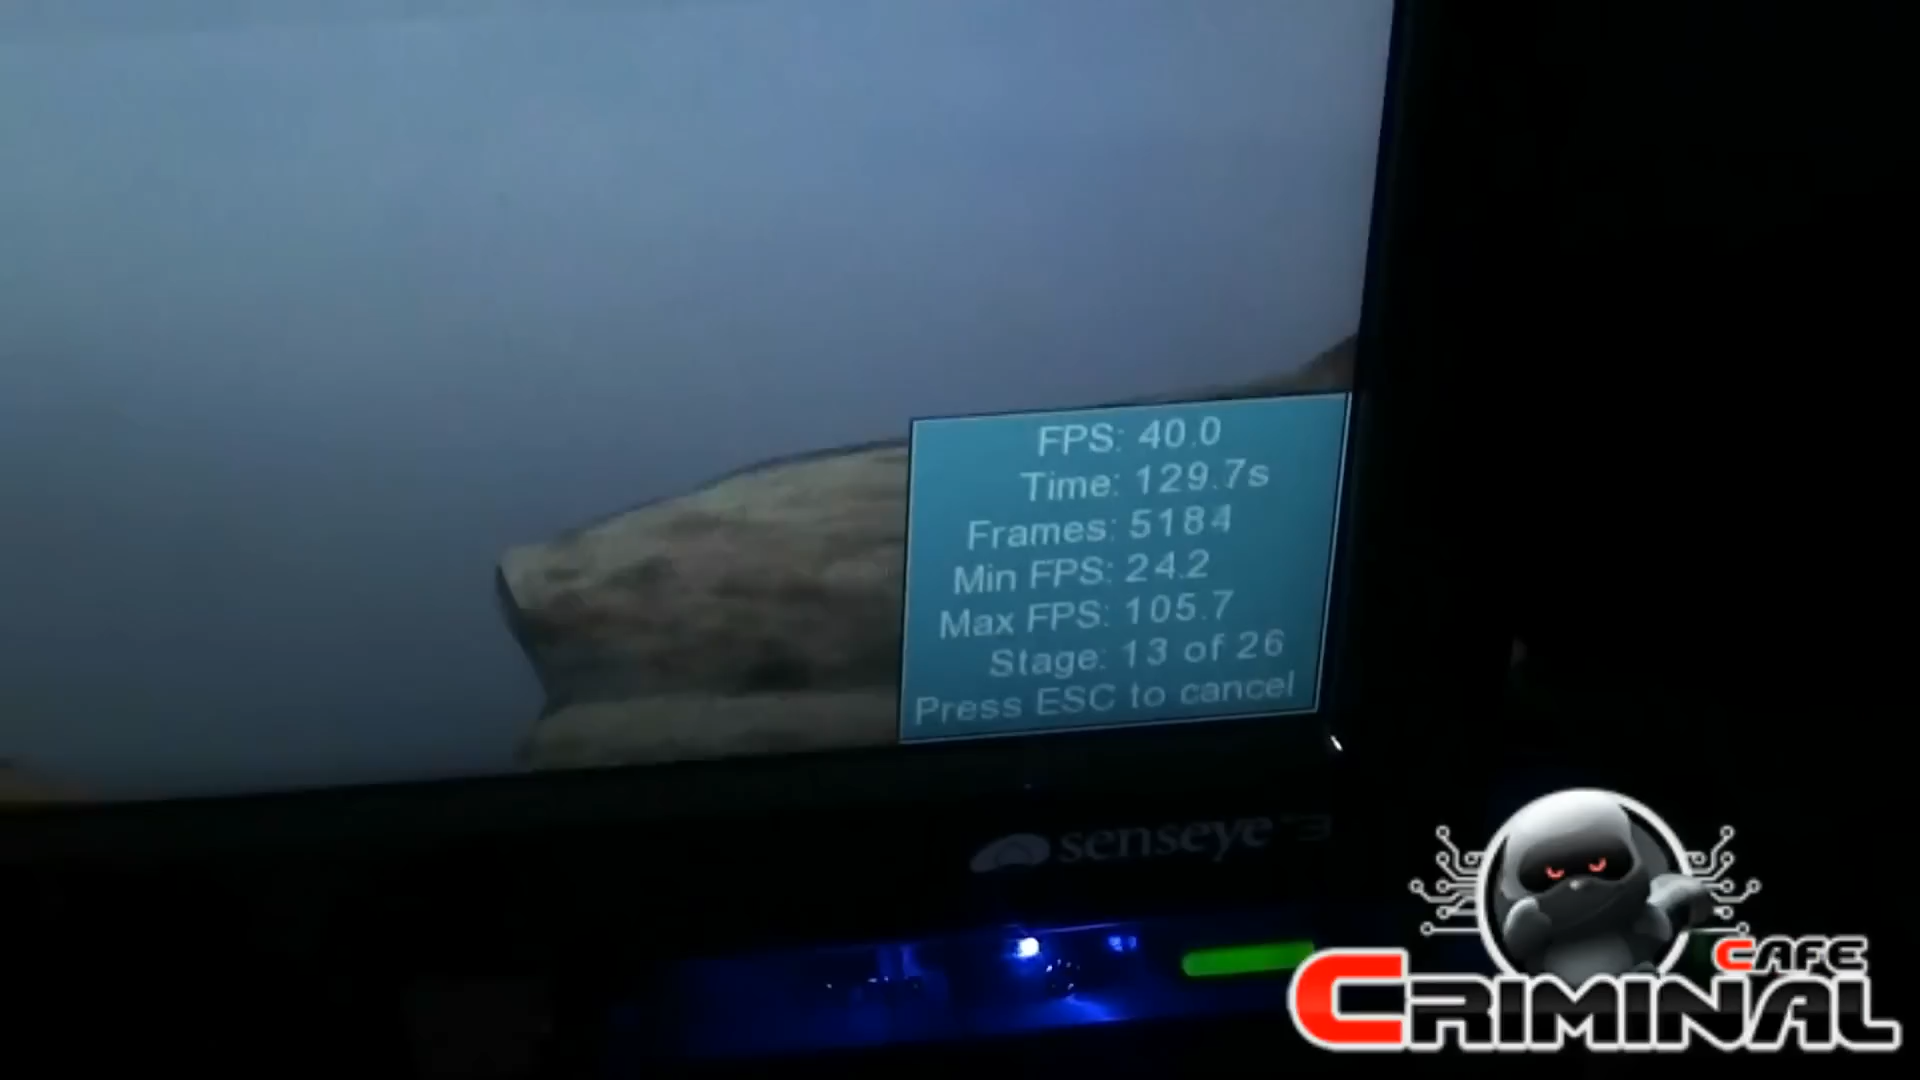 FPS: 40.0
Time: 129.7s
Frames: 5184
Min FPS: 24.2
Max FPS: 105.7
Stage: 13 of 26
Press ESC to cancel
senseye 3
CAFE
CRIMINAL